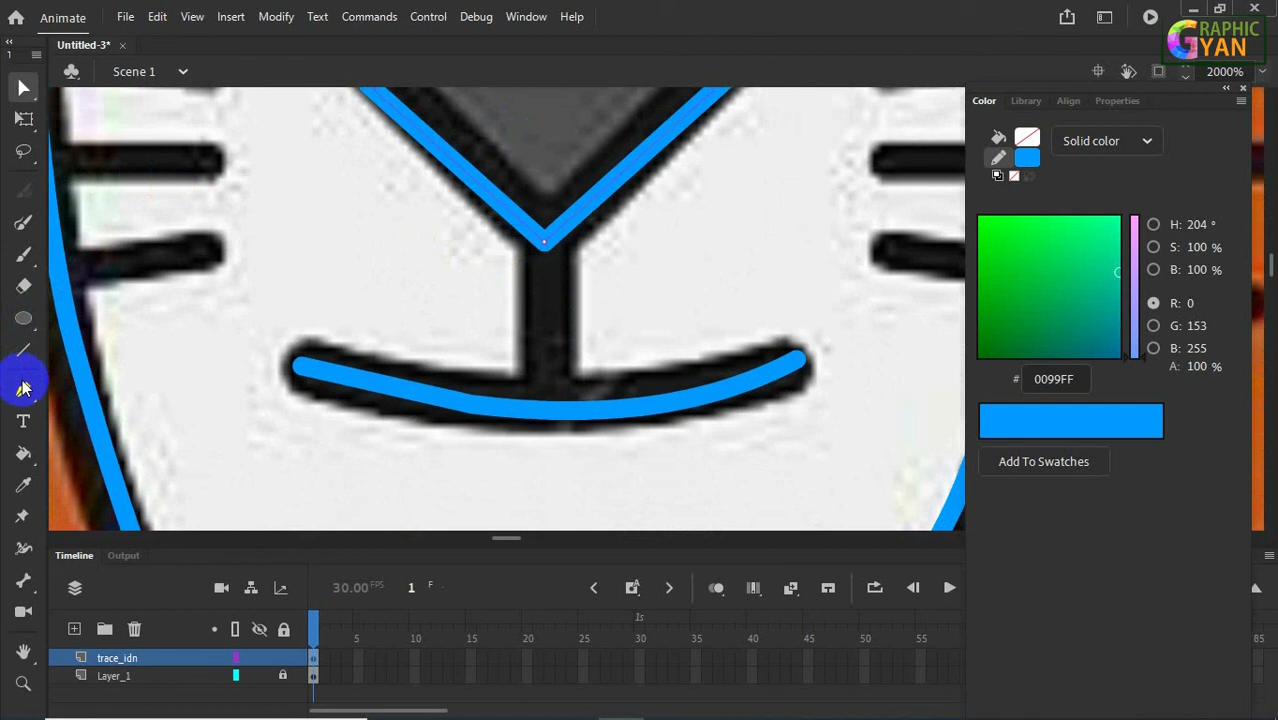 Animate
File Edit View Insert Modify Text Commands Control Debug Window Help
GRAPHIC
GYAN
Untitled-3*
1
Scene 1
2000%
Color Library Align Properties
Solid color
H: 204 °
S: 100 %
B: 100 %
R: 0
G: 153
B: 255
A: 100 %
# 0099FF
Add To Swatches
T
Timeline Output
30.00 FPS 1 F
1s
5 10 15 20 25 30 35 40 45 50 55 85
trace_idn
Layer_1